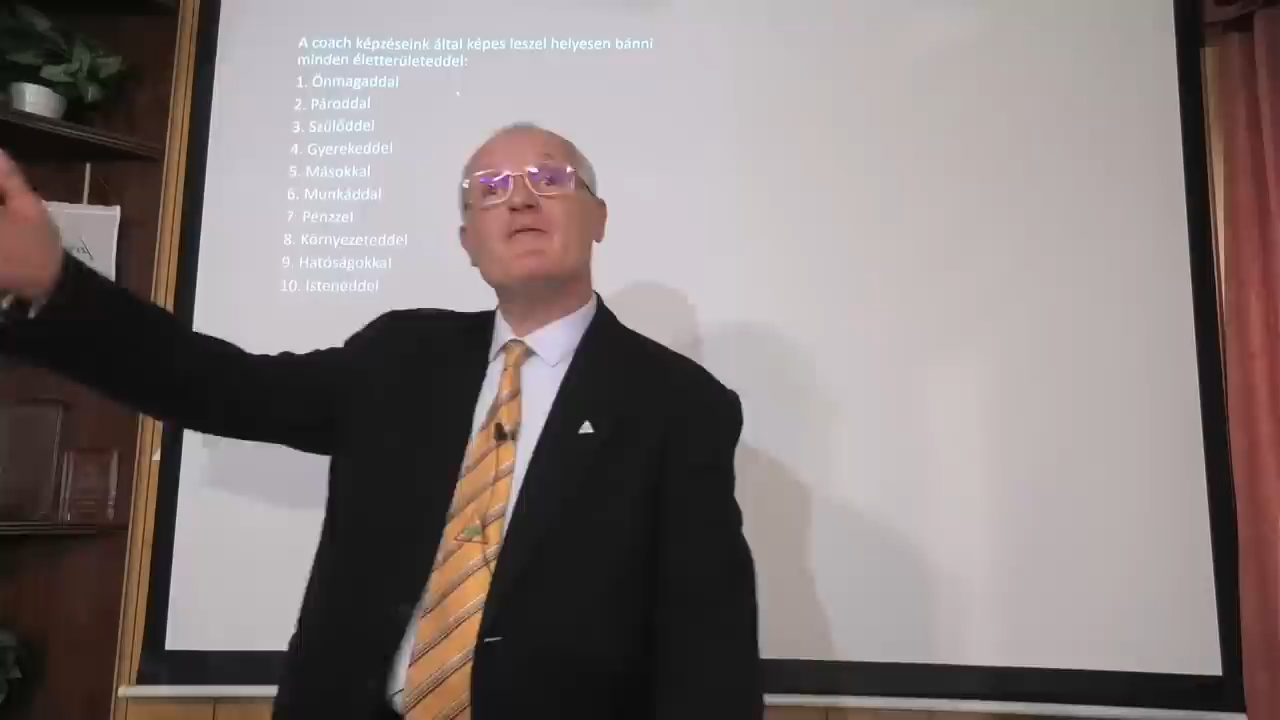 A coach képzéseink által képes leszel helyesen bánni
minden életterületeddel:
1. Önmagaddal
2. Pároddal
3. Szülőddel
4. Gyerekeddel
5. Másokkal
6. Munkáddal
7. Pénzzel
8. Környezeteddel
9. Hatóságokkal
10. Isteneddel